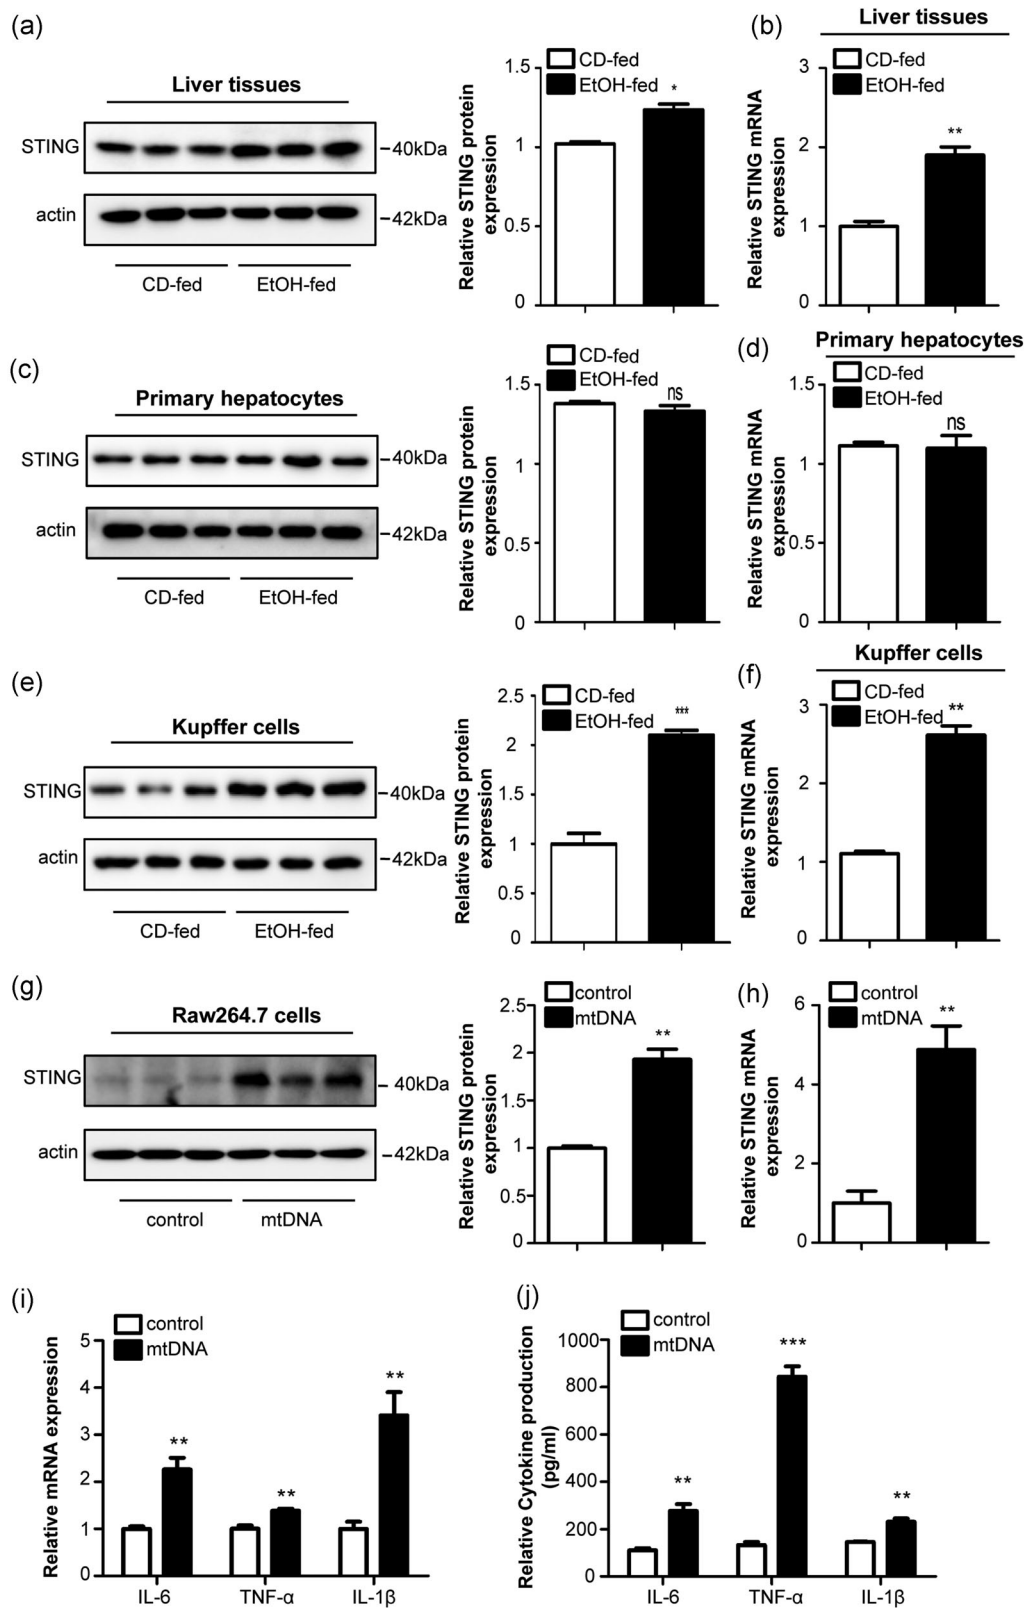 (a)
Liver tissues
STING
-40kDa
actin
-42kDa
CD-fed EtOH-fed
Relative STING protein
expression
1.5
1
0.5
0
CD-fed
EtOH-fed
*
(b)
Liver tissues
Relative STING mRNA
expression
3
2
1
0
CD-fed
EtOH-fed
**
(c)
Primary hepatocytes
STING
-40kDa
actin
-42kDa
CD-fed EtOH-fed
Relative STING protein
expression
1.5
1
0.5
0
CD-fed
EtOH-fed
ns
(d)
Primary hepatocytes
Relative STING mRNA
expression
1.5
1
0.5
0
CD-fed
EtOH-fed
ns
(e)
Kupffer cells
STING
-40kDa
actin
-42kDa
CD-fed EtOH-fed
Relative STING protein
expression
2.5
2
1.5
1
0.5
0
CD-fed
EtOH-fed
***
(f)
Kupffer cells
Relative STING mRNA
expression
3
2
1
0
CD-fed
EtOH-fed
**
(g)
Raw264.7 cells
STING
- 40kDa
actin
-42kDa
control mtDNA
Relative STING protein
expression
2.5
2
1.5
1
0.5
0
control
mtDNA
**
(h)
Relative STING mRNA
expression
6
4
2
0
control
mtDNA
**
(i)
Relative mRNA expression
5
4
3
2
1
0
control
mtDNA
**
**
**
IL-6 TNF-α IL-1β
(j)
Relative Cytokine production
(pg/ml)
1000
800
600
400
200
0
control
mtDNA
**
***
**
IL-6 TNF-α IL-1β